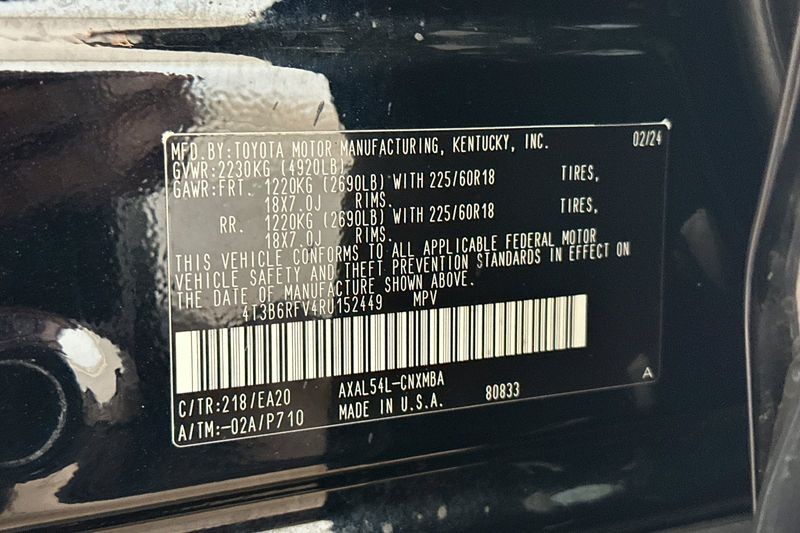 MFD.BY:TOYOTA MOTOR MANUFACTURING, KENTUCKY, INC. 02/24
GVWR:2230KG (4920LB)
GAWR:FRT. 1220KG (2690LB) WITH 225/60R18 TIRES,
18X7.0J RIMS.
RR. 1220KG (2690LB) WITH 225/60R18 TIRES,
18X7.0J RIMS.
THIS VEHICLE CONFORMS TO ALL APPLICABLE FEDERAL MOTOR
VEHICLE SAFETY AND THEFT PREVENTION STANDARDS IN EFFECT ON
THE DATE OF MANUFACTURE SHOWN ABOVE.
4T3B6RFV4RU152449 MPV
C/TR:218/EA20 AXAL54L-CNXMBA
A/TM:-02A/P710 MADE IN U.S.A. 80833 A